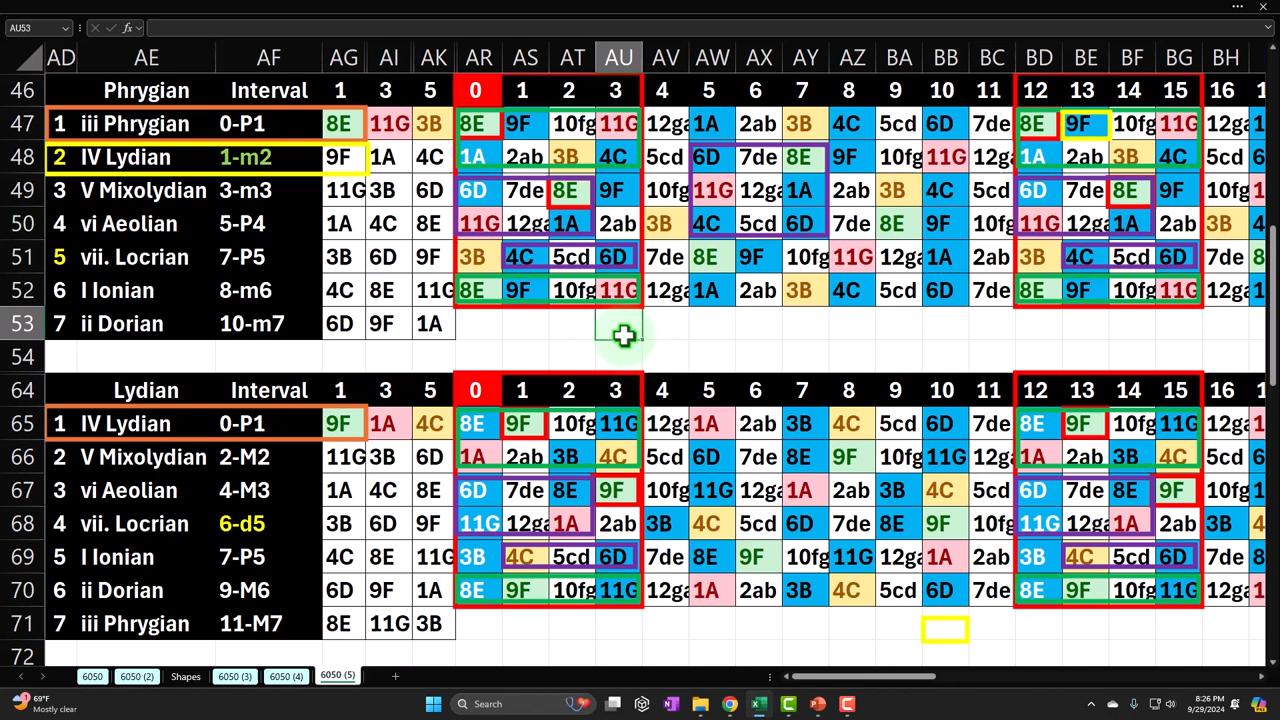 AU53 fx
AD AE AF AG AI AK AR AS AT AU AV AW AX AY AZ BA BB BC BD BE BF BG BH
46 Phrygian Interval 1 3 5 0 1 2 3 4 5 6 7 8 9 10 11 12 13 14 15 16
47 1 iii Phrygian 0-P1 8E 11G 3B 8E 9F 10fg 11G 12ga 1A 2ab 3B 4C 5cd 6D 7de 8E 9F 10fg 11G 12ga
48 2 IV Lydian 1-m2 9F 1A 4C 1A 2ab 3B 4C 5cd 6D 7de 8E 9F 10fg 11G 12ga 1A 2ab 3B 4C 5cd
49 3 V Mixolydian 3-m3 11G 3B 6D 6D 7de 8E 9F 10fg 11G 12ga 1A 2ab 3B 4C 5cd 6D 7de 8E 9F 10fg
50 4 vi Aeolian 5-P4 1A 4C 8E 11G 12ga 1A 2ab 3B 4C 5cd 6D 7de 8E 9F 10fg 11G 12ga 1A 2ab 3B
51 5 vii. Locrian 7-P5 3B 6D 9F 3B 4C 5cd 6D 7de 8E 9F 10fg 11G 12ga 1A 2ab 3B 4C 5cd 6D 7de 8
52 6 I Ionian 8-m6 4C 8E 11G 8E 9F 10fg 11G 12ga 1A 2ab 3B 4C 5cd 6D 7de 8E 9F 10fg 11G 12ga
53 7 ii Dorian 10-m7 6D 9F 1A
54
64 Lydian Interval 1 3 5 0 1 2 3 4 5 6 7 8 9 10 11 12 13 14 15 16
65 1 IV Lydian 0-P1 9F 1A 4C 8E 9F 10fg 11G 12ga 1A 2ab 3B 4C 5cd 6D 7de 8E 9F 10fg 11G 12ga
66 2 V Mixolydian 2-M2 11G 3B 6D 1A 2ab 3B 4C 5cd 6D 7de 8E 9F 10fg 11G 12ga 1A 2ab 3B 4C 5cd
67 3 vi Aeolian 4-M3 1A 4C 8E 6D 7de 8E 9F 10fg 11G 12ga 1A 2ab 3B 4C 5cd 6D 7de 8E 9F 10fg
68 4 vii. Locrian 6-d5 3B 6D 9F 11G 12ga 1A 2ab 3B 4C 5cd 6D 7de 8E 9F 10fg 11G 12ga 1A 2ab 3B
69 5 I Ionian 7-P5 4C 8E 11G 3B 4C 5cd 6D 7de 8E 9F 10fg 11G 12ga 1A 2ab 3B 4C 5cd 6D 7de 8
70 6 ii Dorian 9-M6 6D 9F 1A 8E 9F 10fg 11G 12ga 1A 2ab 3B 4C 5cd 6D 7de 8E 9F 10fg 11G 12ga
71 7 iii Phrygian 11-M7 8E 11G 3B
72
6050 6050 (2) Shapes 6050 (3) 6050 (4) 6050 (5)
69°F
Mostly clear
Search
8:26 PM
9/29/2024